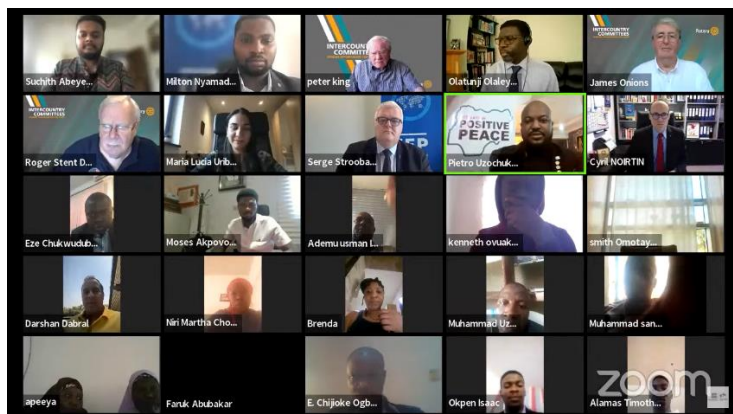 INTERCOUNTRY
COMMITTEES
INTERCOUNTRY
COMMITTEES
Rotary
Suchith Abeye...
Milton Nyamad...
peter king
Olatunji Olaley...
James Onions
INTERCOUNTRY
COMMITTEES
POSITIVE
PEACE
Roger Stent D...
Maria Lucia Urib...
Serge Strooba...
Pietro Uzochuk...
Cyril NOIRTIN
Eze Chukwudub...
Moses Akpovo...
Ademu usman I...
kenneth ovuak...
smith Omotay...
Darshan Dabral
Niri Martha Cho...
Brenda
Muhammad Uz...
Muhammad san...
apeeya
Faruk Abubakar
E. Chijioke Ogb...
Okpen Isaac
Alamas Timoth...
zoom